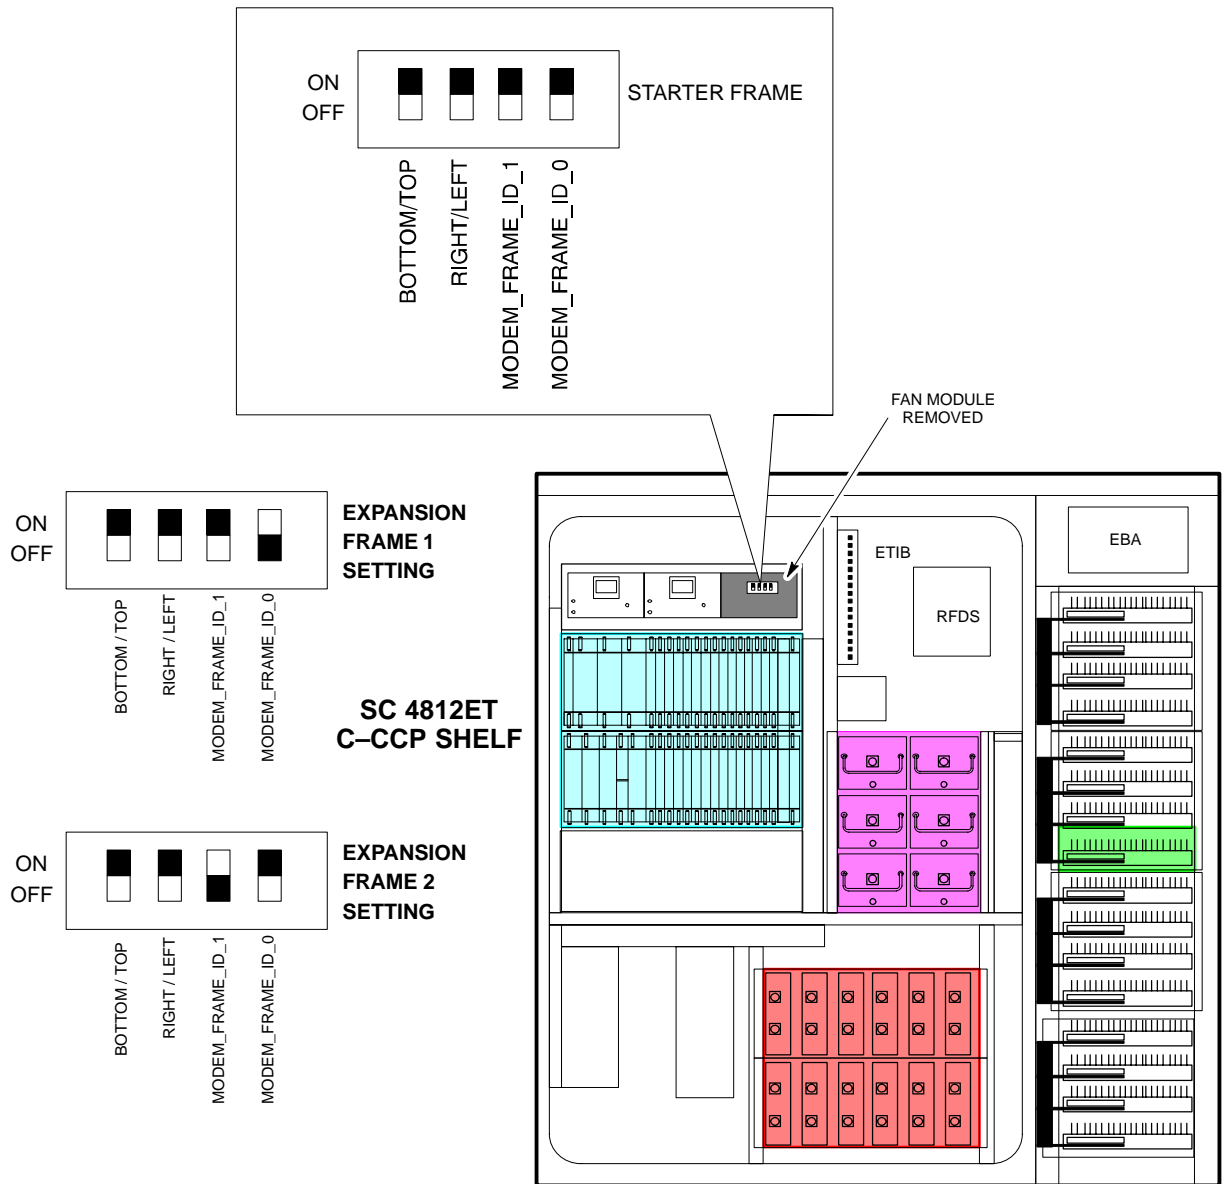 ON
OFF
STARTER FRAME
BOTTOM/TOP
RIGHT/LEFT
MODEM_FRAME_ID_1
MODEM_FRAME_ID_0
FAN MODULE
REMOVED
ON
OFF
EXPANSION
FRAME 1
SETTING
BOTTOM / TOP
RIGHT / LEFT
MODEM_FRAME_ID_1
MODEM_FRAME_ID_0
ETIB
EBA
RFDS
SC 4812ET
C–CCP SHELF
ON
OFF
EXPANSION
FRAME 2
SETTING
BOTTOM / TOP
RIGHT / LEFT
MODEM_FRAME_ID_1
MODEM_FRAME_ID_0